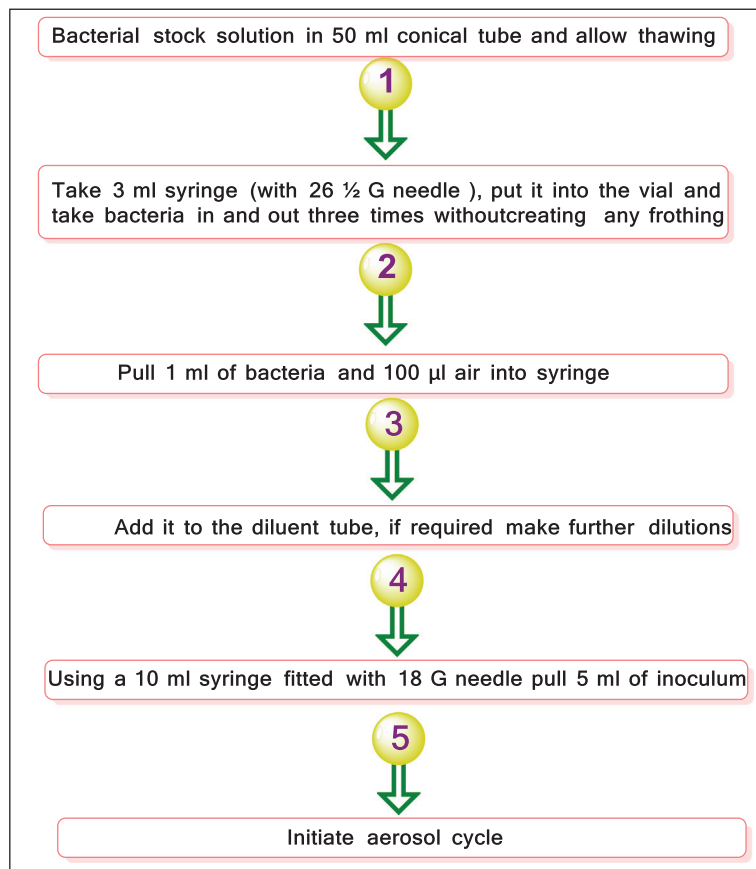 Bacterial stock solution in 50 ml conical tube and allow thawing
1
Take 3 ml syringe (with 26 ½ G needle ), put it into the vial and
take bacteria in and out three times withoutcreating any frothing
2
Pull 1 ml of bacteria and 100 µl air into syringe
3
Add it to the diluent tube, if required make further dilutions
4
Using a 10 ml syringe fitted with 18 G needle pull 5 ml of inoculum
5
Initiate aerosol cycle